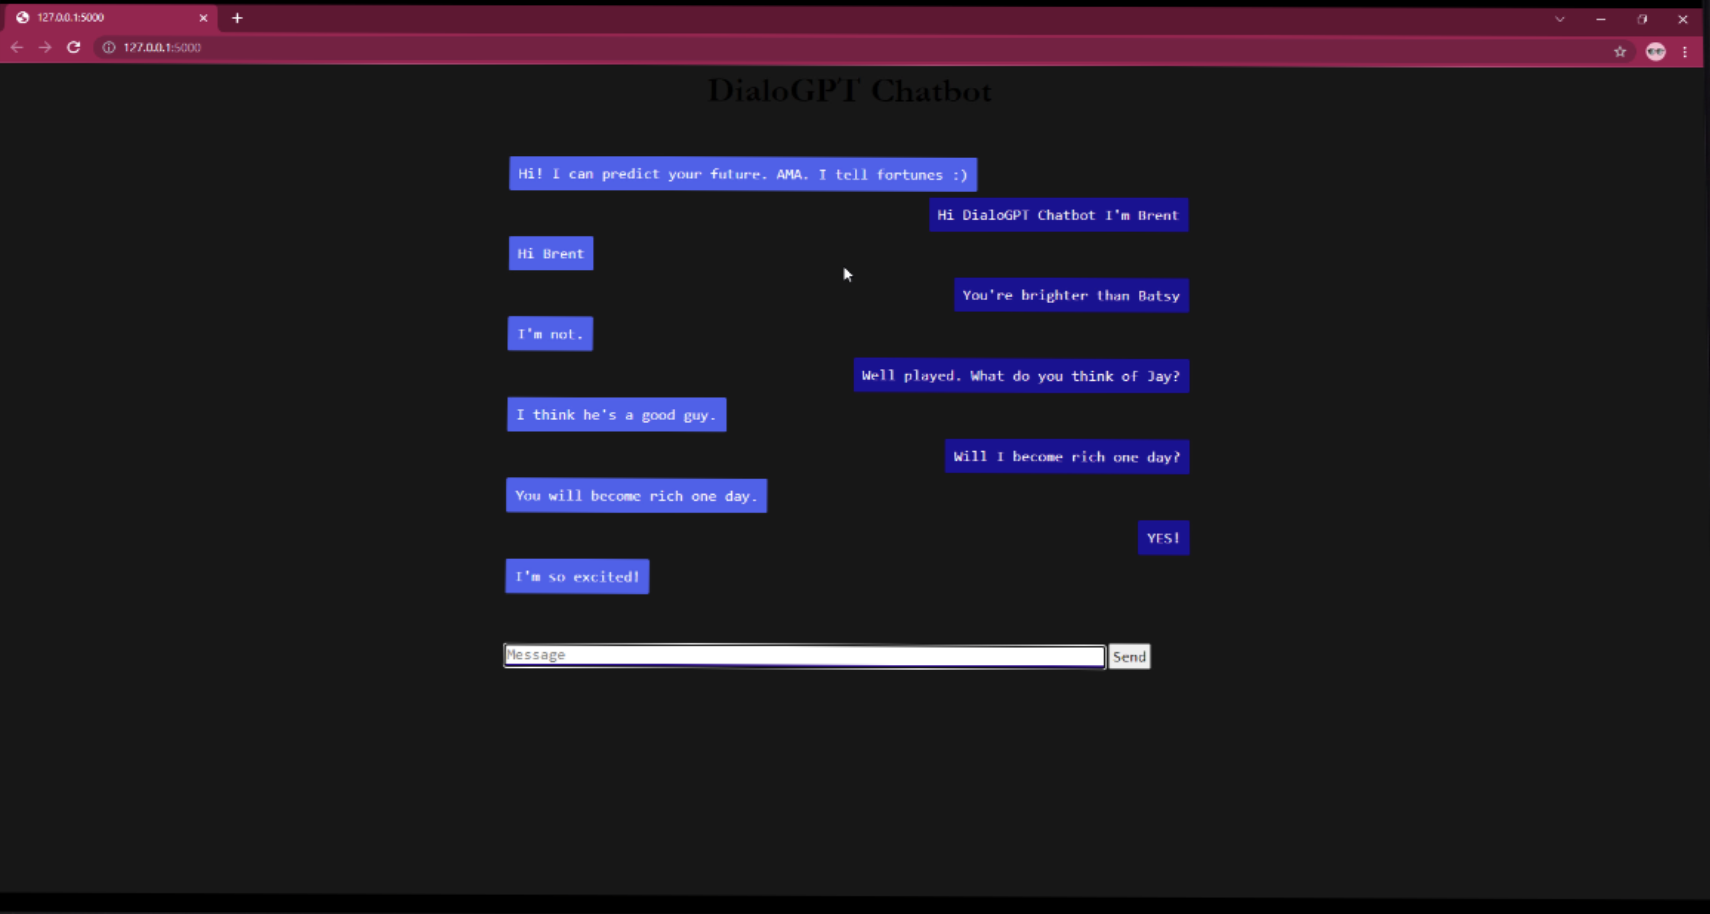 127.0.0.1:5000
127.0.0.1:5000
DialoGPT Chatbot
Hi! I can predict your future. AMA. I tell fortunes :)
Hi DialoGPT Chatbot I'm Brent
Hi Brent
You're brighter than Batsy
I'm not.
Well played. What do you think of Jay?
I think he's a good guy.
Will I become rich one day?
You will become rich one day.
YES!
I'm so excited!
Message
Send